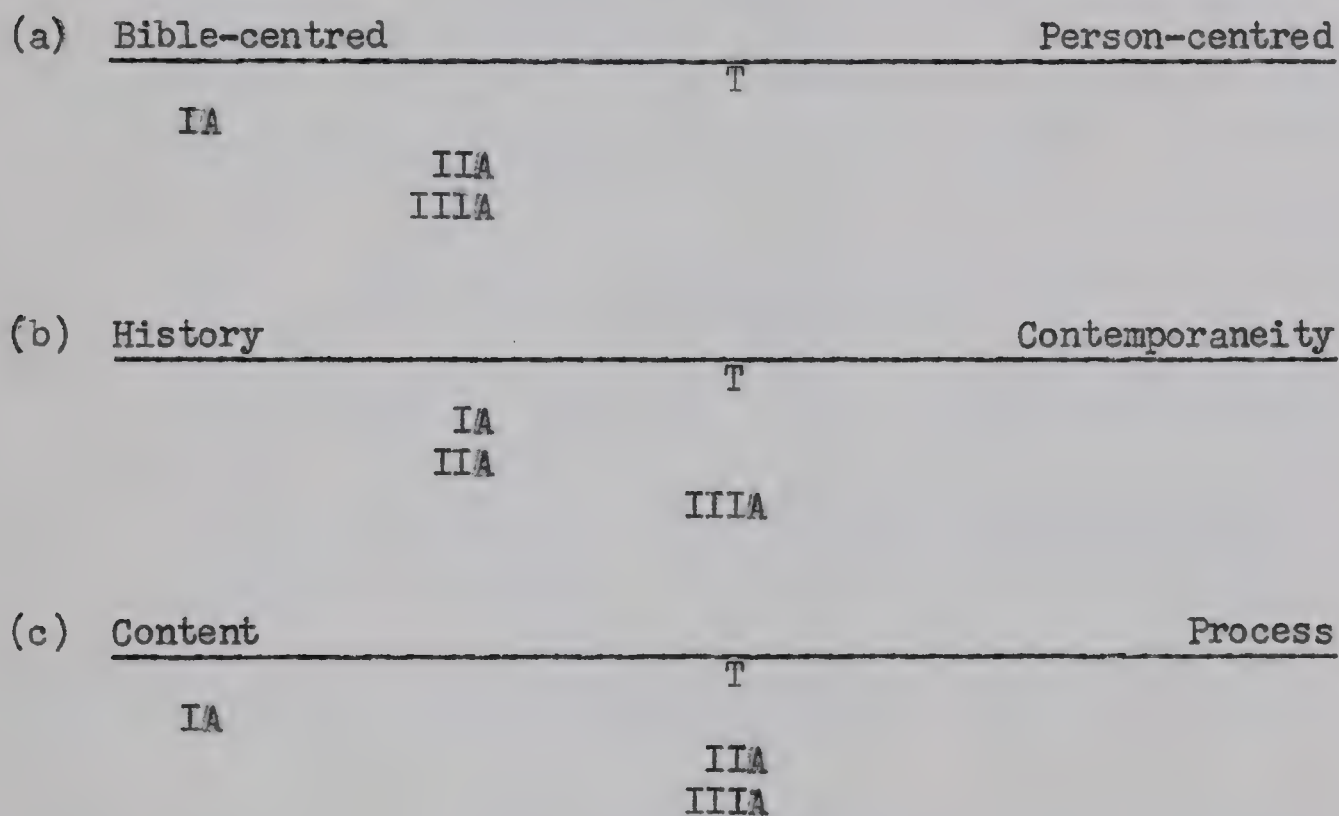 (a) Bible-centred Person-centred
T
IA
IIA
IIIA
(b) History Contemporaneity
T
IA
IIA
IIIA
(c) Content Process
T
IA
IIA
IIIA